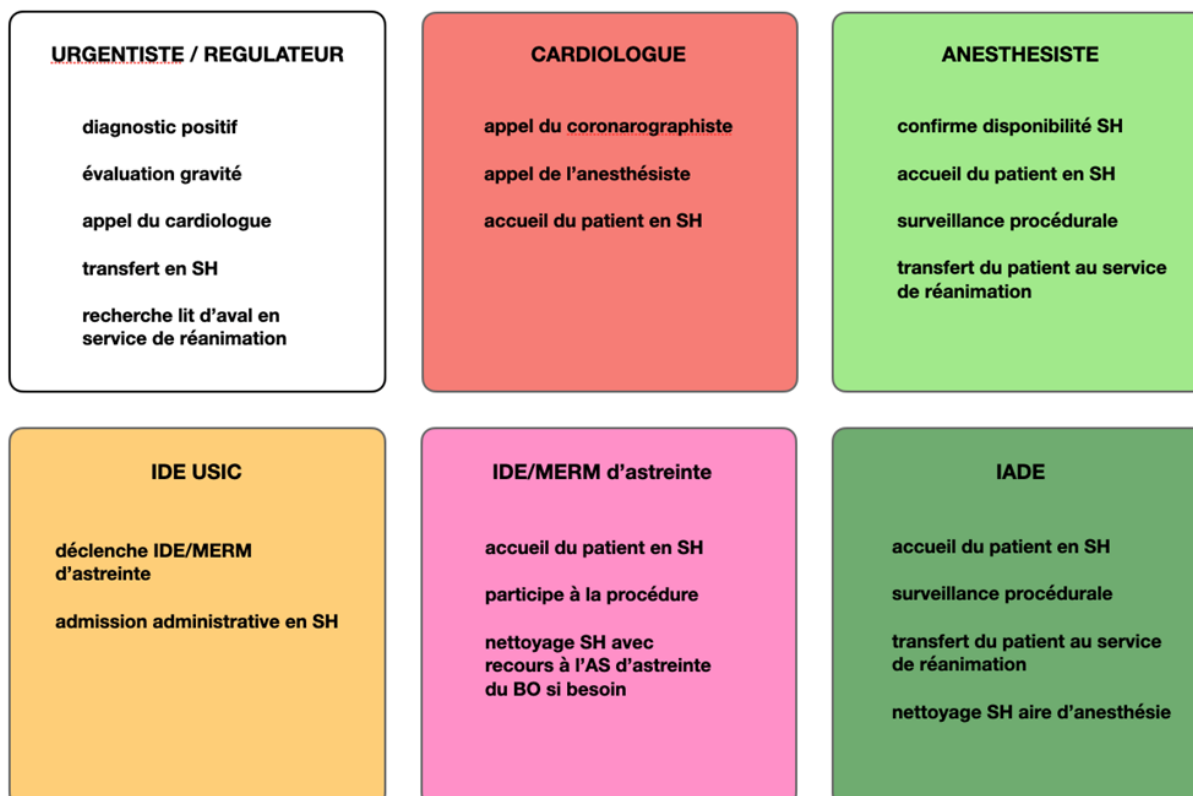 URGENTISTE / REGULATEUR
diagnostic positif
évaluation gravité
appel du cardiologue
transfert en SH
recherche lit d'aval en
service de réanimation
CARDIOLOGUE
appel du coronarographiste
appel de l'anesthésiste
accueil du patient en SH
ANESTHESISTE
confirme disponibilité SH
accueil du patient en SH
surveillance procédurale
transfert du patient au service
de réanimation
IDE USIC
déclenche IDE/MERM
d'astreinte
admission administrative en SH
IDE/MERM d'astreinte
accueil du patient en SH
participe à la procédure
nettoyage SH avec
recours à l'AS d'astreinte
du BO si besoin
IADE
accueil du patient en SH
surveillance procédurale
transfert du patient au service
de réanimation
nettoyage SH aire d'anesthésie